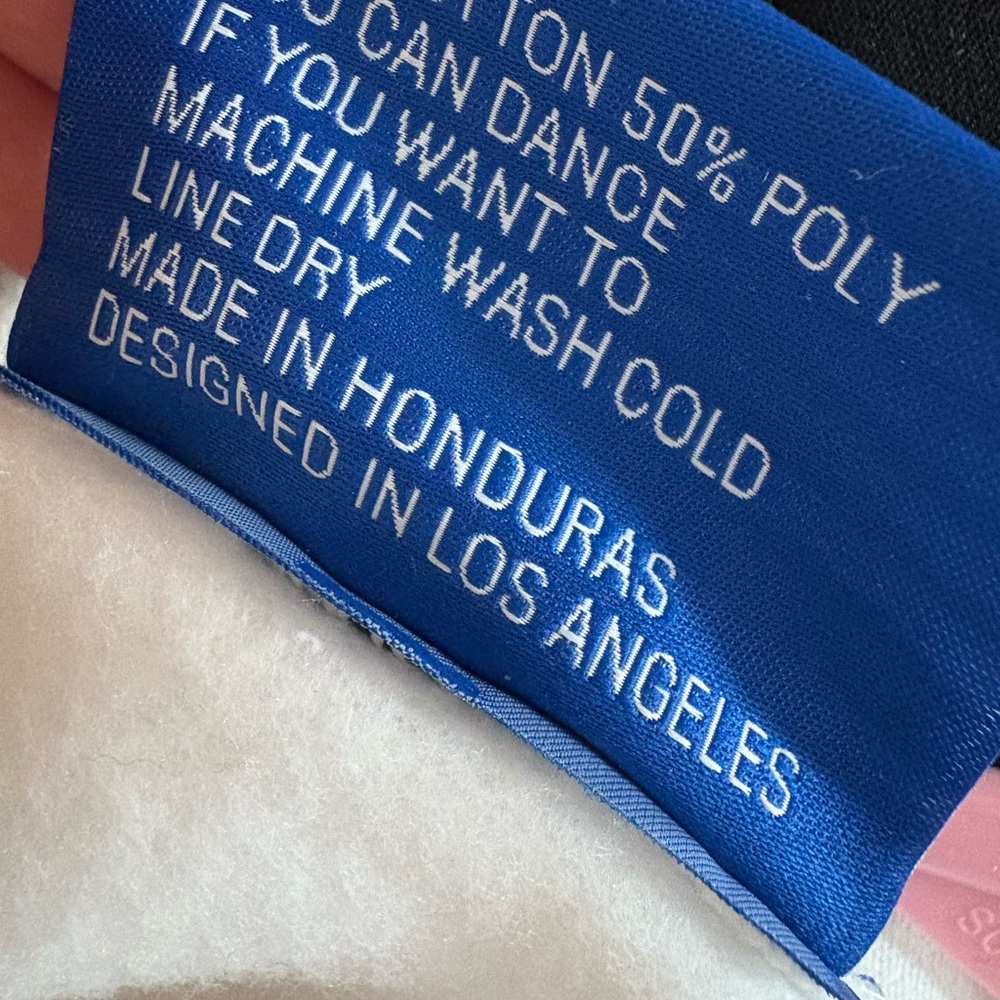 TTON 50% POLY
CAN DANCE
IF YOU WANT TO
MACHINE WASH COLD
LINE DRY
MADE IN HONDURAS
DESIGNED IN LOS ANGELES